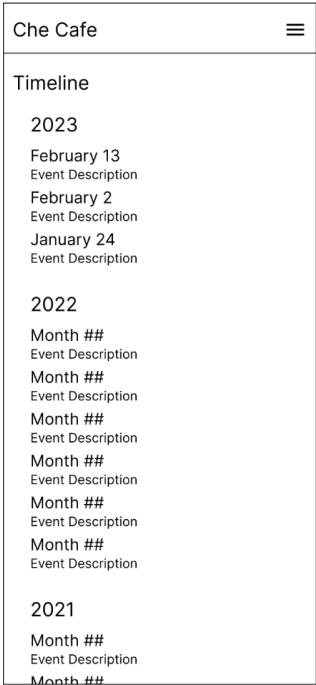 Che Cafe
Timeline
2023
February 13
Event Description
February 2
Event Description
January 24
Event Description
2022
Month ##
Event Description
Month ##
Event Description
Month ##
Event Description
Month ##
Event Description
Month ##
Event Description
Month ##
Event Description
2021
Month ##
Event Description
Month ##